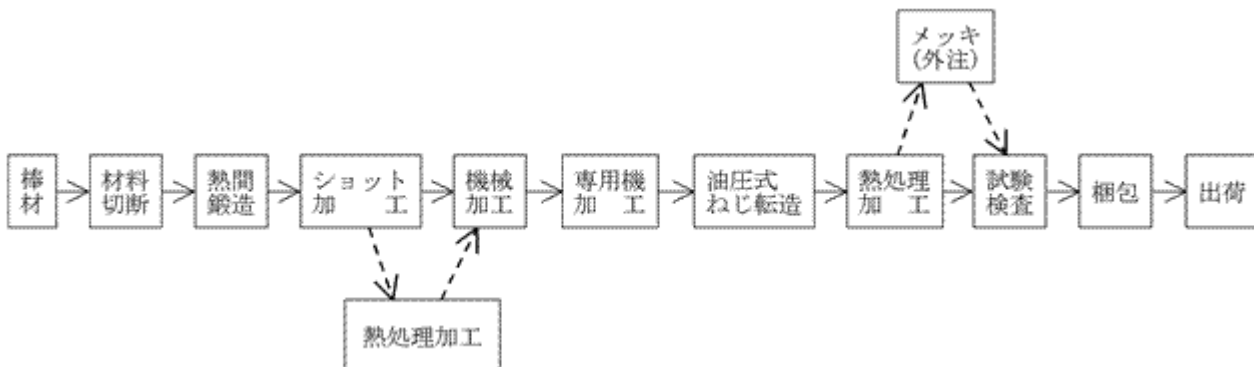 メッキ
(外注)
棒
材
材料
切断
熱間
鍛造
ショット
加　工
機械
加工
専用機
加　工
油圧式
ねじ転造
熱処理
加　工
試験
検査
梱包
出荷
熱処理加工